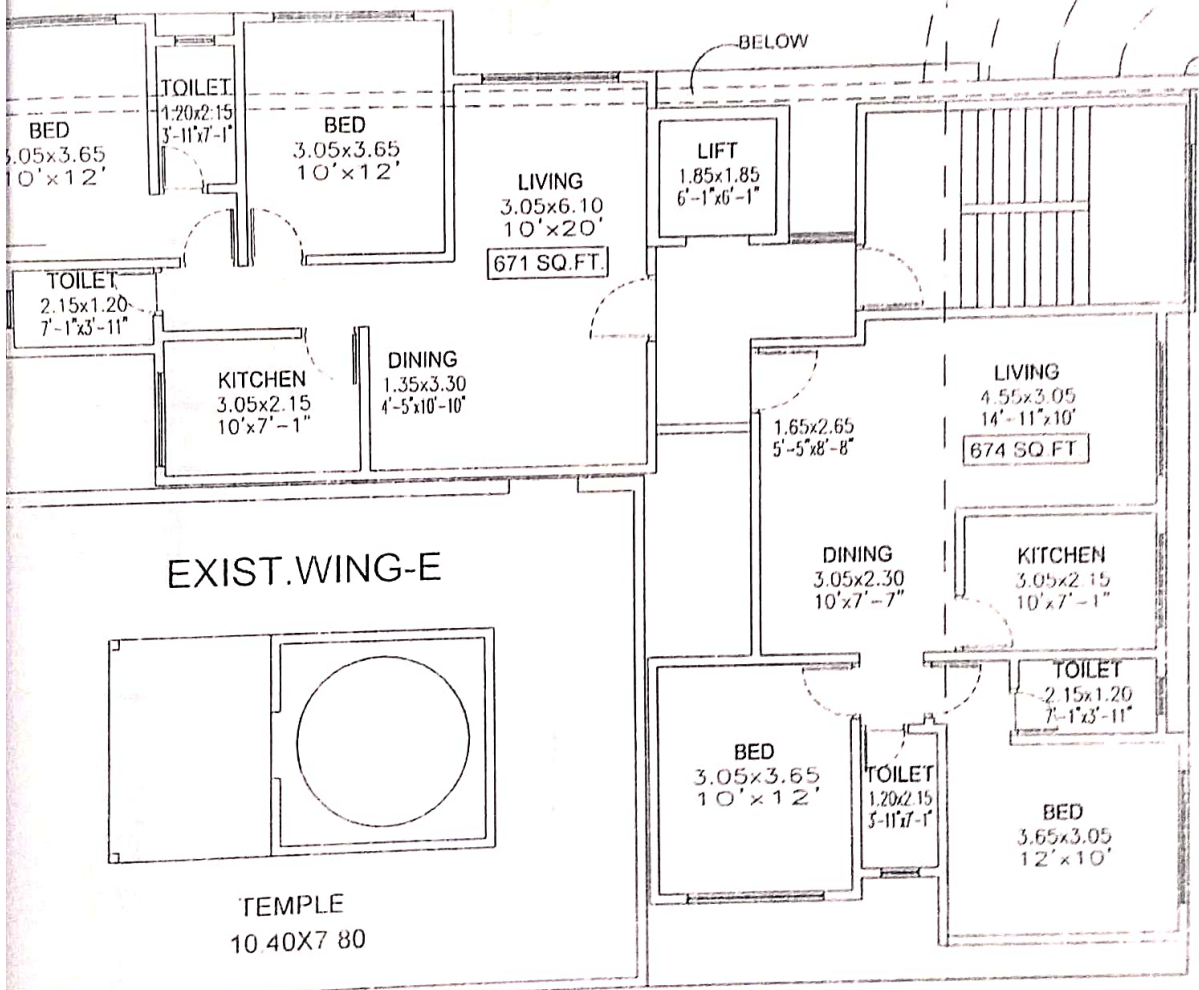 BELOW
TOILET
1.20x2.15
3'-11"x7'-1"
BED
3.05x3.65
10'x12'
BED
3.05x3.65
10'x12'
LIVING
3.05x6.10
10'x20'
671 SQ.FT.
LIFT
1.85x1.85
6'-1"x6'-1"
TOILET
2.15x1.20
7'-1"x3'-11"
KITCHEN
3.05x2.15
10'x7'-1"
DINING
1.35x3.30
4'-5"x10'-10"
LIVING
4.55x3.05
14'-11"x10'
674 SQ FT
1.65x2.65
5'-5"x8'-8"
DINING
3.05x2.30
10'x7'-7"
KITCHEN
3.05x2.15
10'x7'-1"
EXIST.WING-E
TOILET
2.15x1.20
7'-1"x3'-11"
BED
3.05x3.65
10'x12'
TOILET
1.20x2.15
3'-11"x7'-1"
BED
3.65x3.05
12'x10'
TEMPLE
10.40X7 80